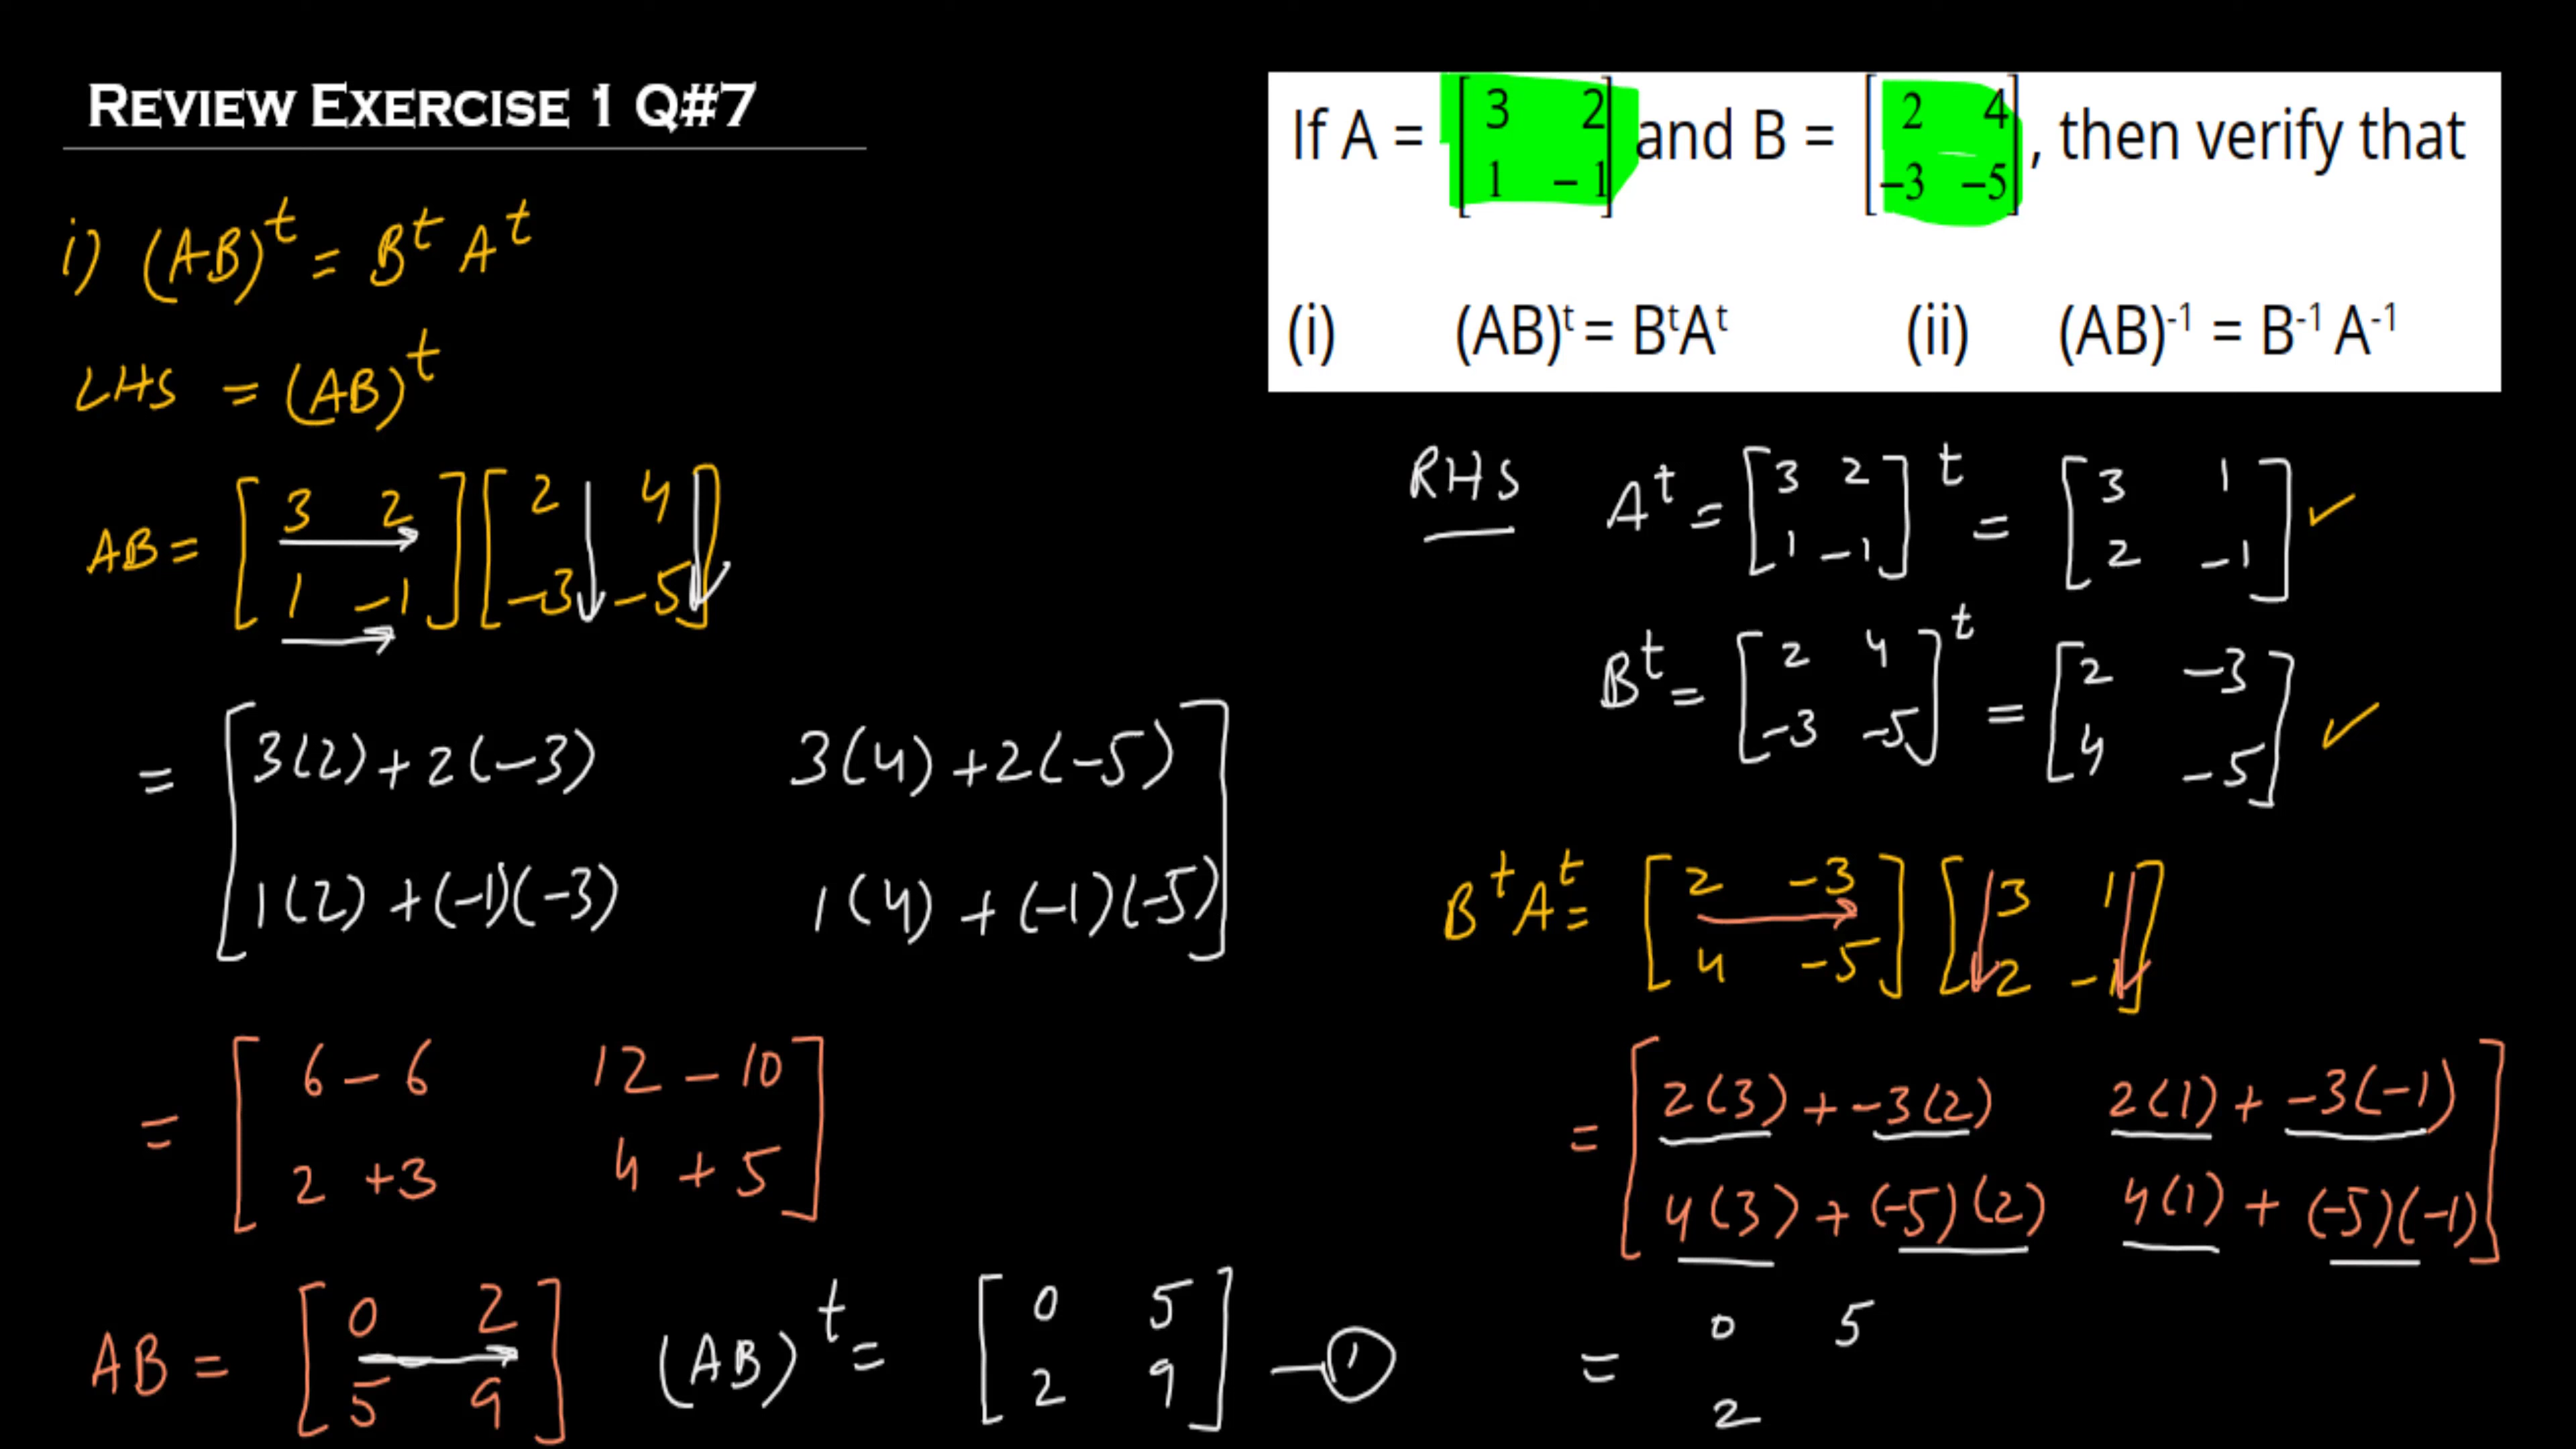 REVIEW EXERCISE 1 Q#7
If A = [3 2 1 -1] and B = [2 4 -3 -5], then verify that
(i) (AB)ᵗ = BᵗAᵗ (ii) (AB)⁻¹ = B⁻¹ A⁻¹
i) (AB)ᵗ = Bᵗ Aᵗ
LHS = (AB)ᵗ
AB = [3 2
1 -1] [2 4
-3 -5]
= [3(2)+2(-3) 3(4)+2(-5)
1(2)+(-1)(-3) 1(4)+(-1)(-5)]
= [6-6 12-10
2+3 4+5]
AB = [0 2
5 9]
(AB)ᵗ = [0 5
2 9] —①
RHS
Aᵗ = [3 2
1 -1]ᵗ = [3 1
2 -1] ✓
Bᵗ = [2 4
-3 -5]ᵗ = [2 -3
4 -5] ✓
BᵗAᵗ = [2 -3
4 -5] [3 1
2 -1]
= [2(3)+-3(2) 2(1)+-3(-1)
4(3)+(-5)(2) 4(1)+(-5)(-1)]
= 0 5
2